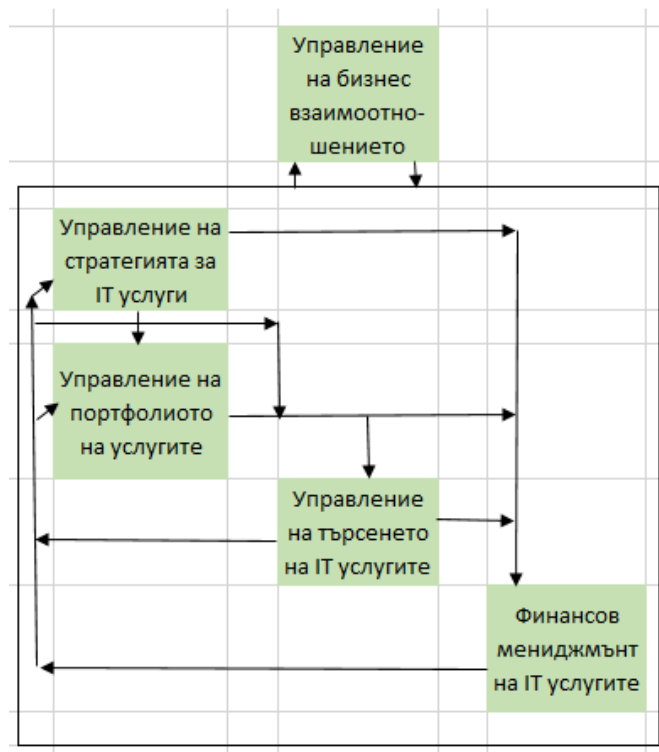 Управление
на бизнес
взаимоотно-
шението
Управление на
стратегията за
IT услуги
Управление на
портфолиото
на услугите
Управление
на търсенето
на IT услугите
Финансов
мениджмънт
на IT услугите